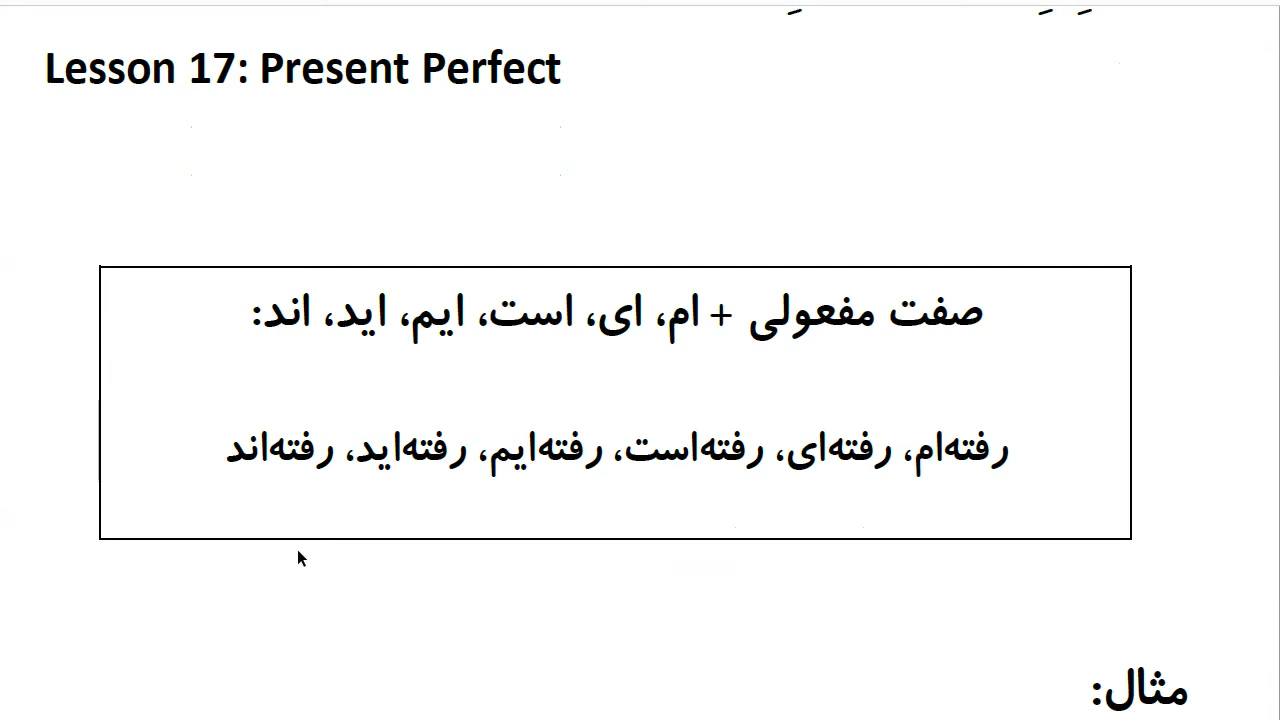 Lesson 17: Present Perfect
صفت مفعولی + ام، ای، است، ایم، اید، اند:
رفته‌ام، رفته‌ای، رفته‌است، رفته‌ایم، رفته‌اید، رفته‌اند
مثال: